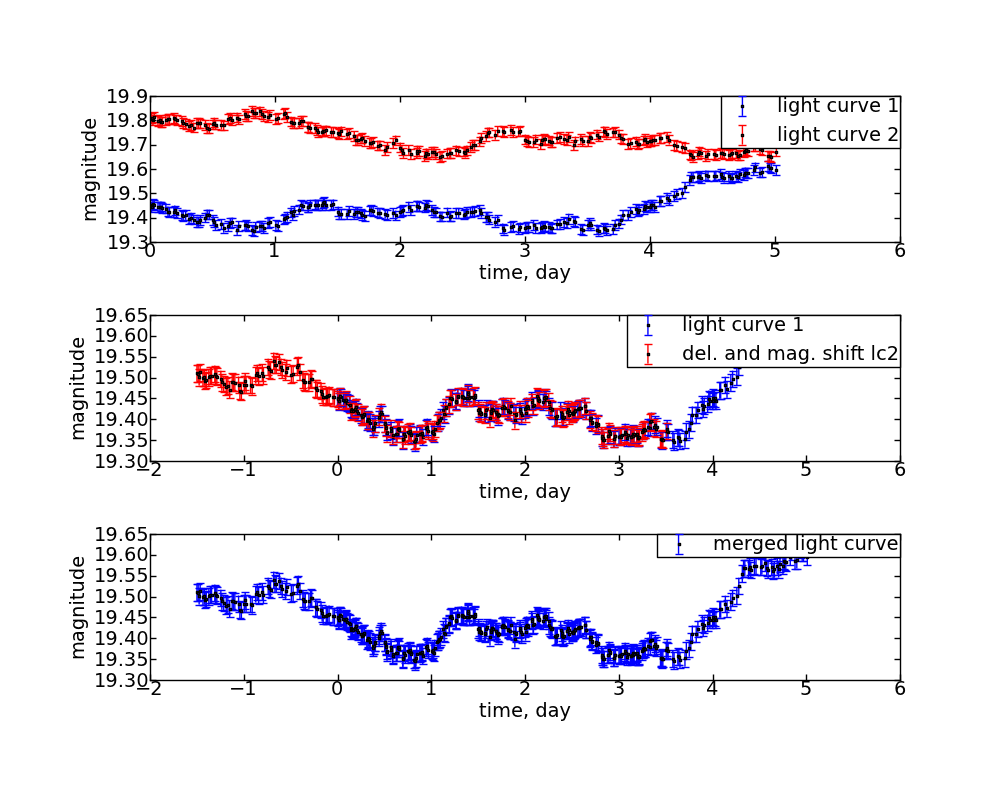 19.9
19.8
19.7
19.6
19.5
19.4
19.3
magnitude
light curve 1
light curve 2
0 1 2 3 4 5 6
time, day
19.65
19.60
19.55
19.50
19.45
19.40
19.35
19.30
magnitude
light curve 1
del. and mag. shift lc2
−2 −1 0 1 2 3 4 5 6
time, day
19.65
19.60
19.55
19.50
19.45
19.40
19.35
19.30
magnitude
merged light curve
−2 −1 0 1 2 3 4 5 6
time, day